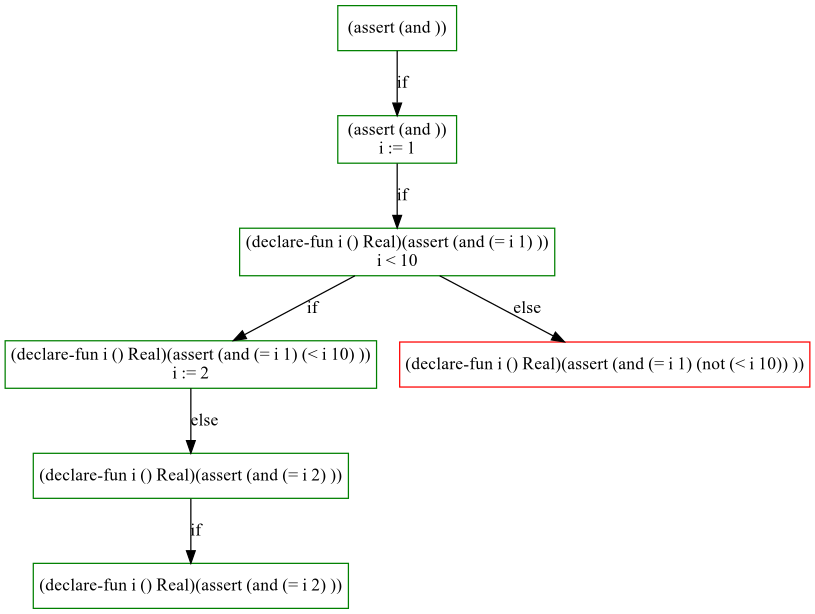 (assert (and ))
if
(assert (and ))
i := 1
if
(declare-fun i () Real)(assert (and (= i 1) ))
i < 10
if
else
(declare-fun i () Real)(assert (and (= i 1) (< i 10) ))
i := 2
(declare-fun i () Real)(assert (and (= i 1) (not (< i 10)) ))
else
(declare-fun i () Real)(assert (and (= i 2) ))
if
(declare-fun i () Real)(assert (and (= i 2) ))